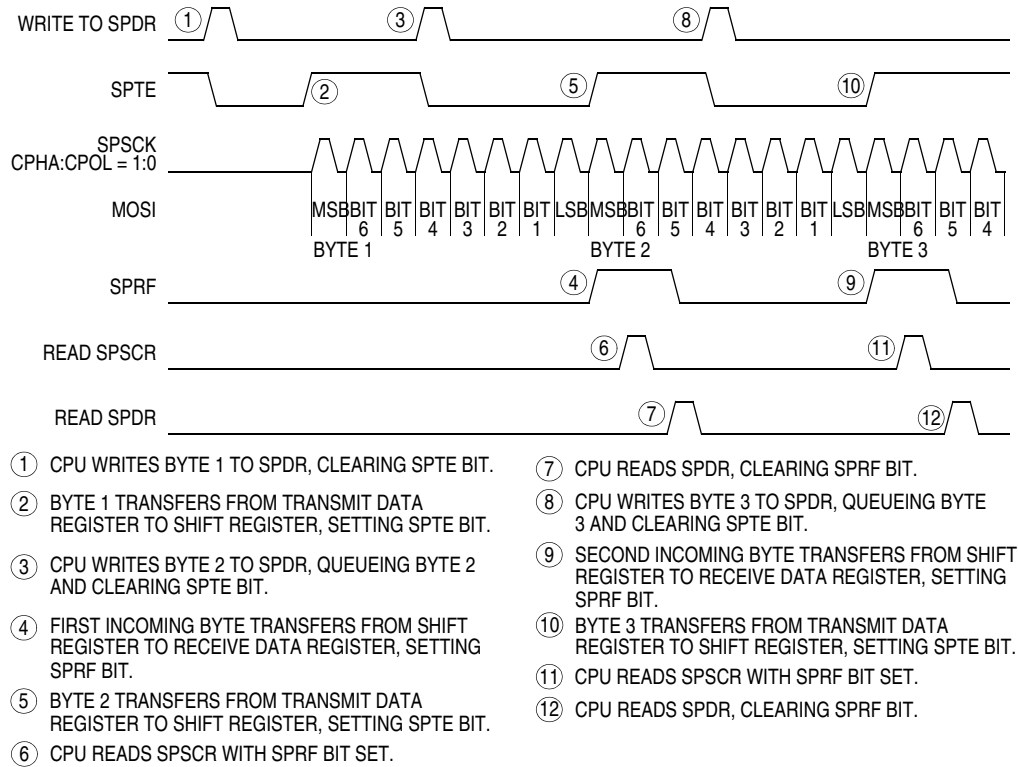 WRITE TO SPDR
1
3
8
SPTE
2
5
10
SPSCK
CPHA:CPOL = 1:0
MOSI
MSB BIT 6 BIT 5 BIT 4 BIT 3 BIT 2 BIT 1 LSB MSB BIT 6 BIT 5 BIT 4 BIT 3 BIT 2 BIT 1 LSB MSB BIT 6 BIT 5 BIT 4
BYTE 1 BYTE 2 BYTE 3
SPRF
4
9
READ SPSCR
6
11
READ SPDR
7
12
1 CPU WRITES BYTE 1 TO SPDR, CLEARING SPTE BIT.
2 BYTE 1 TRANSFERS FROM TRANSMIT DATA
REGISTER TO SHIFT REGISTER, SETTING SPTE BIT.
3 CPU WRITES BYTE 2 TO SPDR, QUEUEING BYTE 2
AND CLEARING SPTE BIT.
4 FIRST INCOMING BYTE TRANSFERS FROM SHIFT
REGISTER TO RECEIVE DATA REGISTER, SETTING
SPRF BIT.
5 BYTE 2 TRANSFERS FROM TRANSMIT DATA
REGISTER TO SHIFT REGISTER, SETTING SPTE BIT.
6 CPU READS SPSCR WITH SPRF BIT SET.
7 CPU READS SPDR, CLEARING SPRF BIT.
8 CPU WRITES BYTE 3 TO SPDR, QUEUEING BYTE
3 AND CLEARING SPTE BIT.
9 SECOND INCOMING BYTE TRANSFERS FROM SHIFT
REGISTER TO RECEIVE DATA REGISTER, SETTING
SPRF BIT.
10 BYTE 3 TRANSFERS FROM TRANSMIT DATA
REGISTER TO SHIFT REGISTER, SETTING SPTE BIT.
11 CPU READS SPSCR WITH SPRF BIT SET.
12 CPU READS SPDR, CLEARING SPRF BIT.